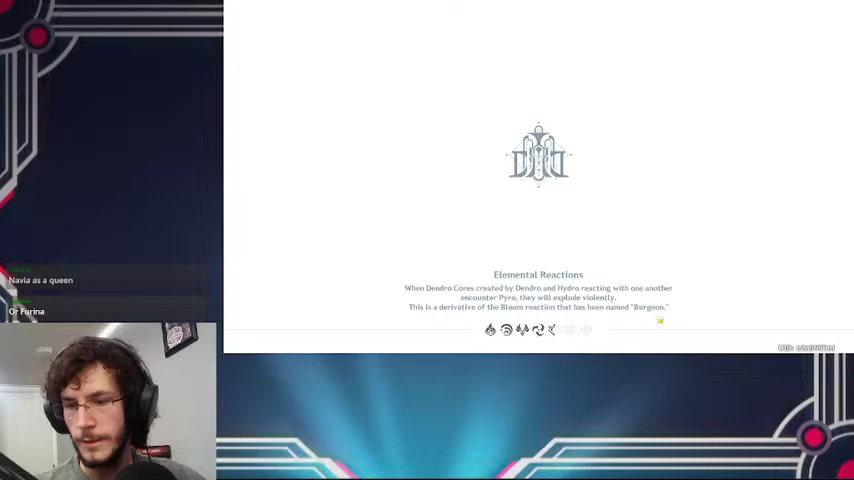 Navia as a queen
Or Furina
Elemental Reactions
When Dendro Cores created by Dendro and Hydro reacting with one another
encounter Pyro, they will explode violently.
This is a derivative of the Bloom reaction that has been named "Burgeon."